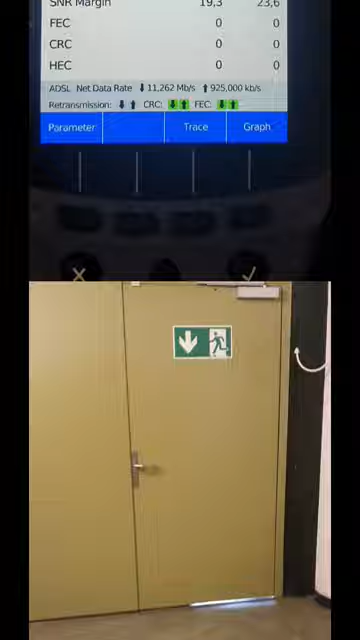 SNR Margin 19,3 23,6
FEC 0 0
CRC 0 0
HEC 0 0
ADSL Net Data Rate ⬇11,262 Mb/s ⬆925,000 kb/s
Retransmission: ⬇⬆ CRC: ⬇⬆ FEC: ⬇⬆
Parameter Trace Graph